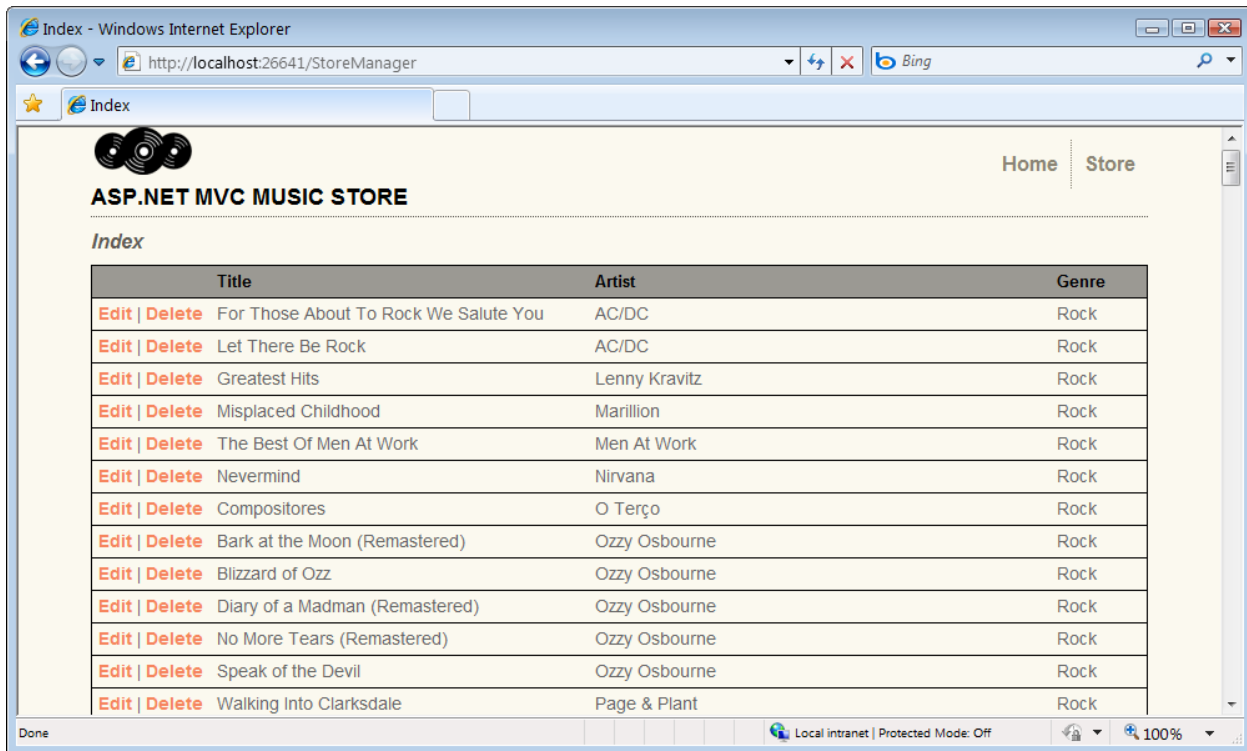 Index - Windows Internet Explorer
http://localhost:26641/StoreManager
Bing
Index
Home Store
ASP.NET MVC MUSIC STORE
Index
Title Artist Genre
Edit | Delete For Those About To Rock We Salute You AC/DC Rock
Edit | Delete Let There Be Rock AC/DC Rock
Edit | Delete Greatest Hits Lenny Kravitz Rock
Edit | Delete Misplaced Childhood Marillion Rock
Edit | Delete The Best Of Men At Work Men At Work Rock
Edit | Delete Nevermind Nirvana Rock
Edit | Delete Compositores O Terço Rock
Edit | Delete Bark at the Moon (Remastered) Ozzy Osbourne Rock
Edit | Delete Blizzard of Ozz Ozzy Osbourne Rock
Edit | Delete Diary of a Madman (Remastered) Ozzy Osbourne Rock
Edit | Delete No More Tears (Remastered) Ozzy Osbourne Rock
Edit | Delete Speak of the Devil Ozzy Osbourne Rock
Edit | Delete Walking Into Clarksdale Page & Plant Rock
Done Local intranet | Protected Mode: Off 100%